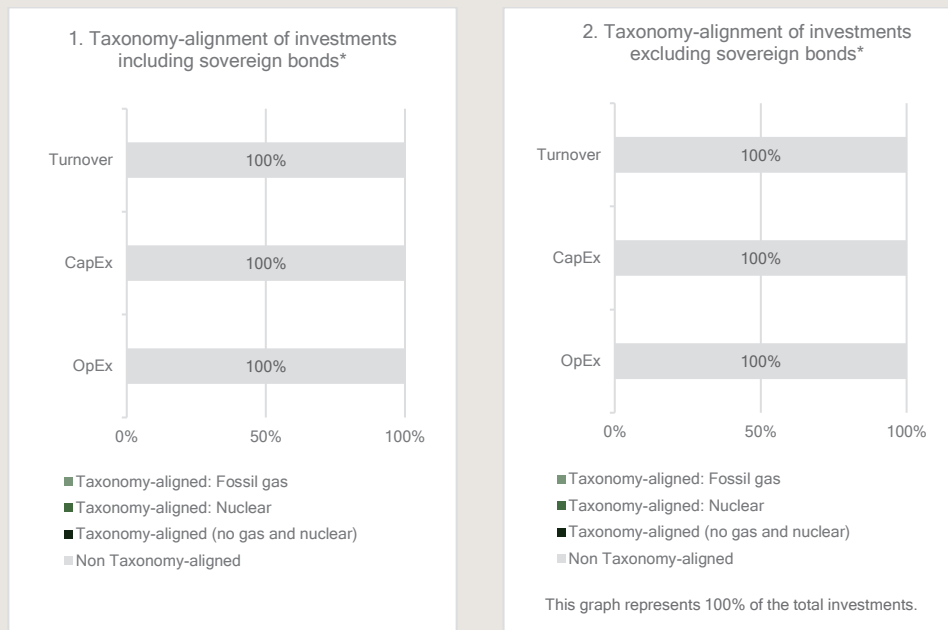 1. Taxonomy-alignment of investments
including sovereign bonds*
Turnover
100%
CapEx
100%
OpEx
100%
0%
50%
100%
Taxonomy-aligned: Fossil gas
Taxonomy-aligned: Nuclear
Taxonomy-aligned (no gas and nuclear)
Non Taxonomy-aligned
2. Taxonomy-alignment of investments
excluding sovereign bonds*
Turnover
100%
CapEx
100%
OpEx
100%
0%
50%
100%
Taxonomy-aligned: Fossil gas
Taxonomy-aligned: Nuclear
Taxonomy-aligned (no gas and nuclear)
Non Taxonomy-aligned
This graph represents 100% of the total investments.